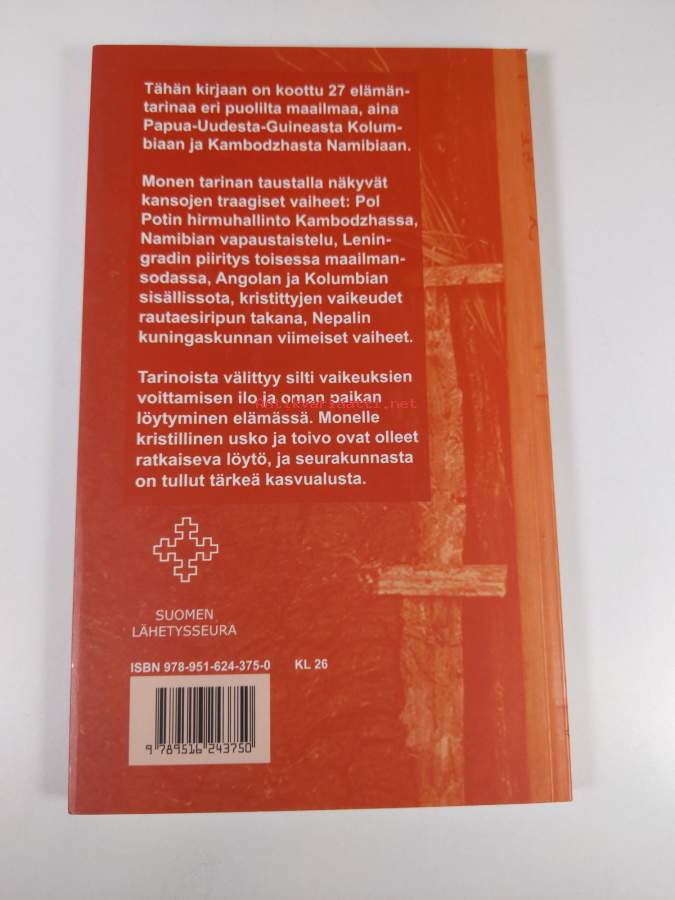 Tähän kirjaan on koottu 27 elämän-
tarinaa eri puolilta maailmaa, aina
Papua-Uudesta-Guineasta Kolum-
biaan ja Kambodzhasta Namibiaan.
Monen tarinan taustalla näkyvät
kansojen traagiset vaiheet: Pol
Potin hirmuhallinto Kambodzhassa,
Namibian vapaustaistelu, Lenin-
gradin piiritys toisessa maailman-
sodassa, Angolan ja Kolumbian
sisällissota, kristittyjen vaikeudet
rautaesiripun takana, Nepalin
kuningaskunnan viimeiset vaiheet.
Tarinoista välittyy silti vaikeuksien
voittamisen ilo ja oman paikan
antikvariaatti.net
löytyminen elämässä. Monelle
kristillinen usko ja toivo ovat olleet
ratkaiseva löytö, ja seurakunnasta
on tullut tärkeä kasvualusta.
SUOMEN
LÄHETYSSEURA
ISBN 978-951-624-375-0 KL 26
9 789516 243750